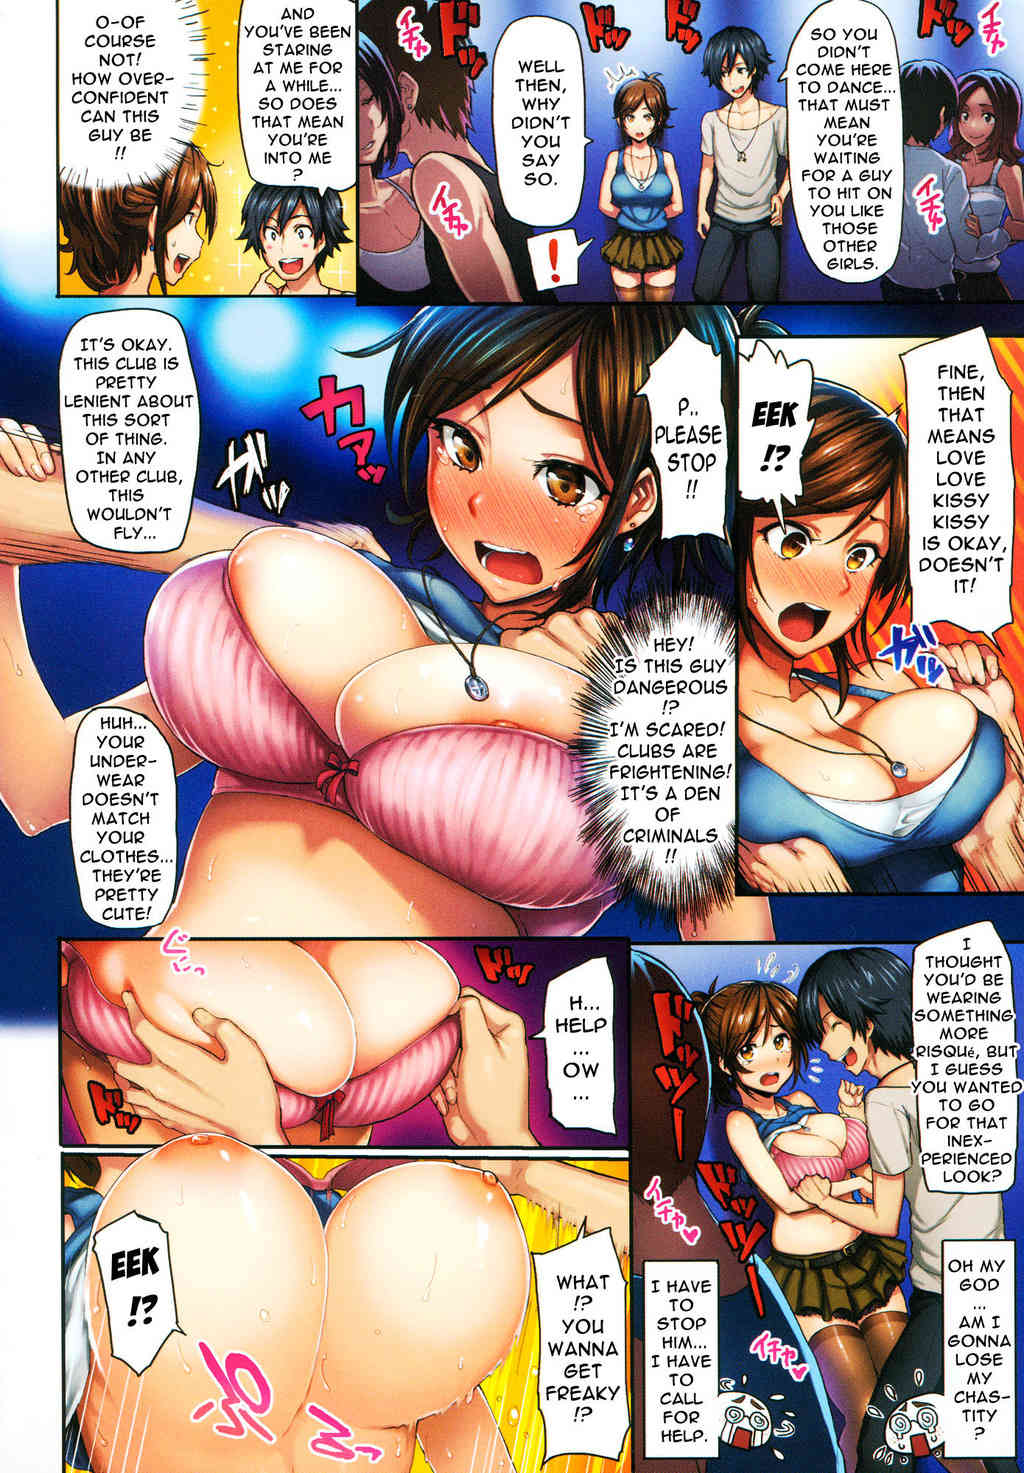 SO YOU
DIDN'T
COME HERE
TO DANCE...
THAT MUST
MEAN
YOU'RE
WAITING
FOR A GUY
TO HIT ON
YOU LIKE
THOSE
OTHER
GIRLS.
WELL
THEN,
WHY
DIDN'T
YOU
SAY
SO.
!
AND
YOU'VE BEEN
STARING
AT ME FOR
A WHILE...
SO DOES
THAT MEAN
YOU'RE
INTO ME
?
O-OF
COURSE
NOT!
HOW OVER-
CONFIDENT
CAN THIS
GUY BE
!!
FINE,
THEN
THAT
MEANS
LOVE
LOVE
KISSY
KISSY
IS OKAY,
DOESN'T
IT!
EEK
!?
P..
PLEASE
STOP
!!
IT'S OKAY.
THIS CLUB IS
PRETTY
LENIENT ABOUT
THIS SORT
OF THING.
IN ANY
OTHER CLUB,
THIS
WOULDN'T
FLY...
カアァッ
HEY!
IS THIS GUY
DANGEROUS
!?
I'M SCARED!
CLUBS ARE
FRIGHTENING!
IT'S A DEN
OF
CRIMINALS
!!
HUH...
YOUR
UNDER-
WEAR
DOESN'T
MATCH
YOUR
CLOTHES...
THEY'RE
PRETTY
CUTE!
I
THOUGHT
YOU'D BE
WEARING
SOMETHING
MORE
RISQUé, BUT
I GUESS
YOU WANTED
TO GO
FOR THAT
INEX-
PERIENCED
LOOK?
OH MY
GOD
...
AM I
GONNA
LOSE
MY
CHAS-
TITY
?
I HAVE
TO
STOP
HIM...
I HAVE
TO
CALL
FOR
HELP.
H...
HELP
...
OW
...
WHAT
!?
YOU
WANNA
GET
FREAKY
!?
EEK
!?